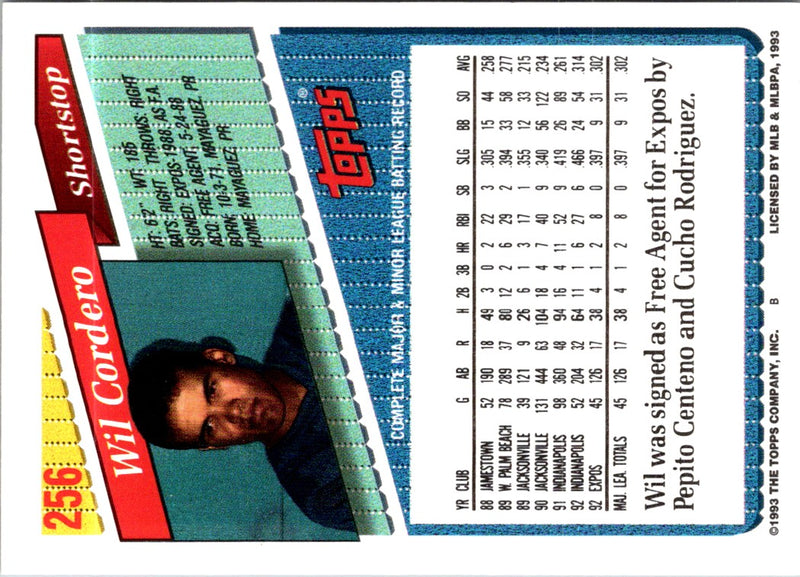 256
Wil Cordero
Shortstop
HT: 6'2" WT: 185 THROWS: RIGHT
BATS: RIGHT
SIGNED: EXPOS-1988, AS F.A.
ACQ: FREE AGENT, 5-24-88
BORN: 10-3-71, MAYAGUEZ, PR
HOME: MAYAGUEZ, PR
TOPPS®
COMPLETE MAJOR & MINOR LEAGUE BATTING RECORD
YR CLUB G AB R H 2B 3B HR RBI SB SLG BB SO AVG
88 JAMESTOWN 52 190 18 49 3 0 2 22 3 .305 15 44 .258
89 W. PALM BEACH 78 289 37 80 12 2 6 29 2 .394 33 58 .277
89 JACKSONVILLE 39 121 9 26 6 1 3 17 1 .355 12 33 .215
90 JACKSONVILLE 131 444 63 104 18 4 7 40 9 .340 56 122 .234
91 INDIANAPOLIS 98 360 48 94 16 4 11 52 9 .419 26 89 .261
92 INDIANAPOLIS 52 204 32 64 11 1 6 27 6 .466 24 54 .314
92 EXPOS 45 126 17 38 4 1 2 8 0 .397 9 31 .302
MAJ. LEA. TOTALS 45 126 17 38 4 1 2 8 0 .397 9 31 .302
Wil was signed as Free Agent for Expos by
Pepito Centeno and Cucho Rodriguez.
©1993 THE TOPPS COMPANY, INC. B LICENSED BY MLB & MLBPA, 1993